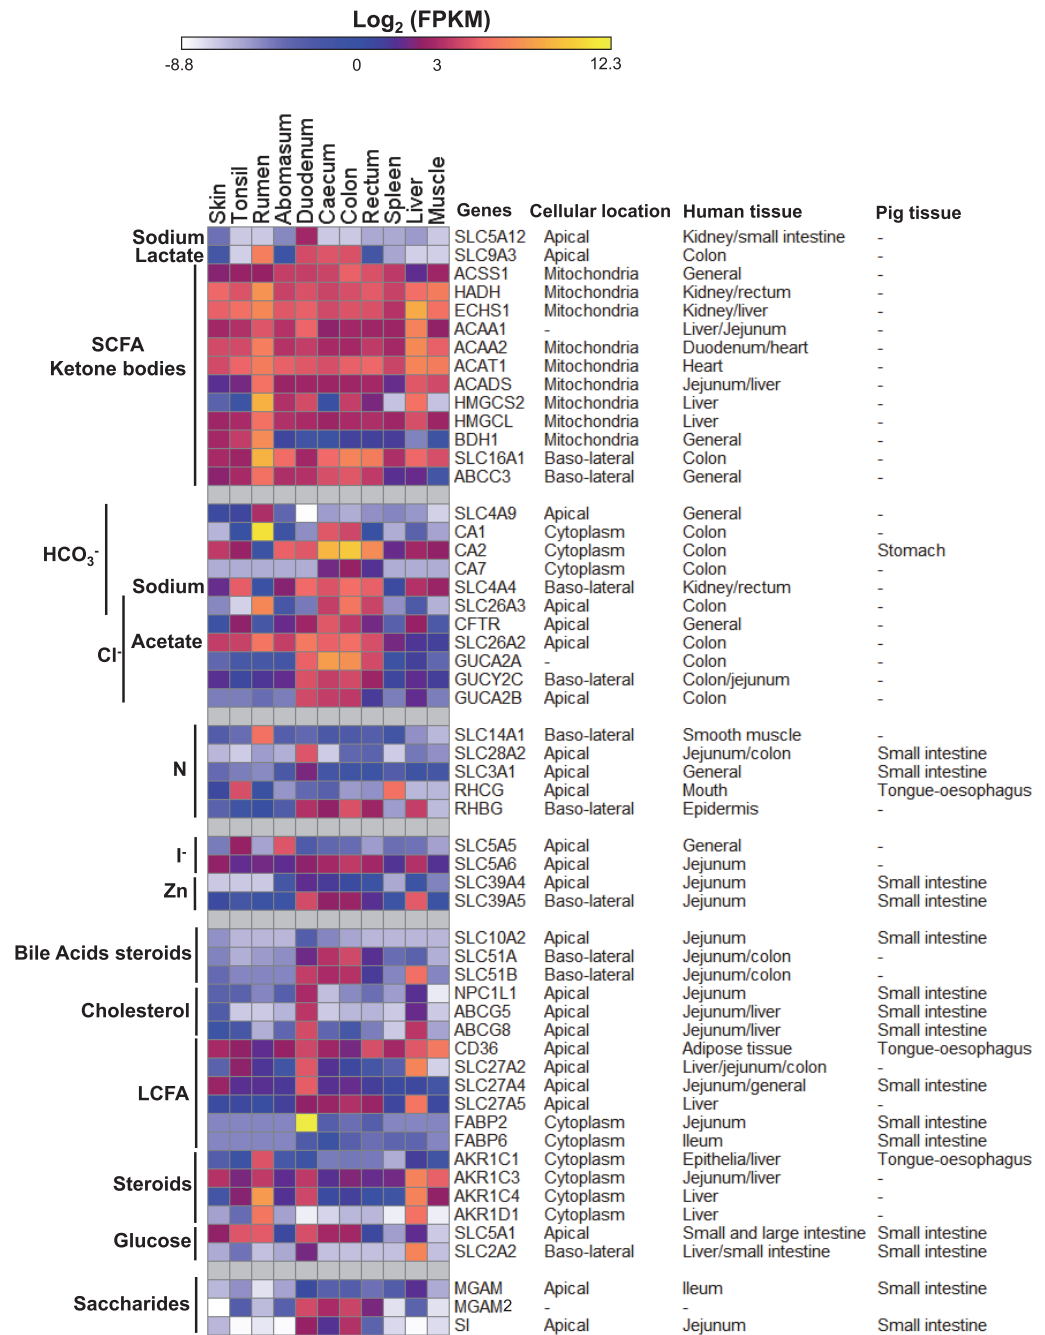 Log2 (FPKM)
-8.8 0 3 12.3
Skin Tonsil Rumen Abomasum Duodenum Caecum Colon Rectum Spleen Liver Muscle
Genes Cellular location Human tissue Pig tissue
Sodium SLC5A12 Apical Kidney/small intestine -
Lactate SLC9A3 Apical Colon -
ACSS1 Mitochondria General -
HADH Mitochondria Kidney/rectum -
ECHS1 Mitochondria Kidney/liver -
ACAA1 - Liver/Jejunum -
SCFA ACAA2 Mitochondria Duodenum/heart -
Ketone bodies ACAT1 Mitochondria Heart -
ACADS Mitochondria Jejunum/liver -
HMGCS2 Mitochondria Liver -
HMGCL Mitochondria Liver -
BDH1 Mitochondria General -
SLC16A1 Baso-lateral Colon -
ABCC3 Baso-lateral General -
SLC4A9 Apical General -
CA1 Cytoplasm Colon -
HCO3- CA2 Cytoplasm Colon Stomach
CA7 Cytoplasm Colon -
Sodium SLC4A4 Baso-lateral Kidney/rectum -
SLC26A3 Apical Colon -
CFTR Apical General -
Cl- Acetate SLC26A2 Apical Colon -
GUCA2A - Colon -
GUCY2C Baso-lateral Colon/jejunum -
GUCA2B Apical Colon -
SLC14A1 Baso-lateral Smooth muscle -
SLC28A2 Apical Jejunum/colon Small intestine
N SLC3A1 Apical General Small intestine
RHCG Apical Mouth Tongue-oesophagus
RHBG Baso-lateral Epidermis -
I- SLC5A5 Apical General -
SLC5A6 Apical Jejunum -
Zn SLC39A4 Apical Jejunum Small intestine
SLC39A5 Baso-lateral Jejunum Small intestine
SLC10A2 Apical Jejunum Small intestine
Bile Acids steroids SLC51A Baso-lateral Jejunum/colon -
SLC51B Baso-lateral Jejunum/colon -
NPC1L1 Apical Jejunum Small intestine
Cholesterol ABCG5 Apical Jejunum/liver Small intestine
ABCG8 Apical Jejunum/liver Small intestine
CD36 Apical Adipose tissue Tongue-oesophagus
SLC27A2 Apical Liver/jejunum/colon -
LCFA SLC27A4 Apical Jejunum/general Small intestine
SLC27A5 Apical Liver -
FABP2 Cytoplasm Jejunum Small intestine
FABP6 Cytoplasm Ileum Small intestine
AKR1C1 Cytoplasm Epithelia/liver Tongue-oesophagus
Steroids AKR1C3 Cytoplasm Jejunum/liver -
AKR1C4 Cytoplasm Liver -
AKR1D1 Cytoplasm Liver -
Glucose SLC5A1 Apical Small and large intestine Small intestine
SLC2A2 Baso-lateral Liver/small intestine Small intestine
MGAM Apical Ileum Small intestine
Saccharides MGAM2 - -
SI Apical Jejunum Small intestine